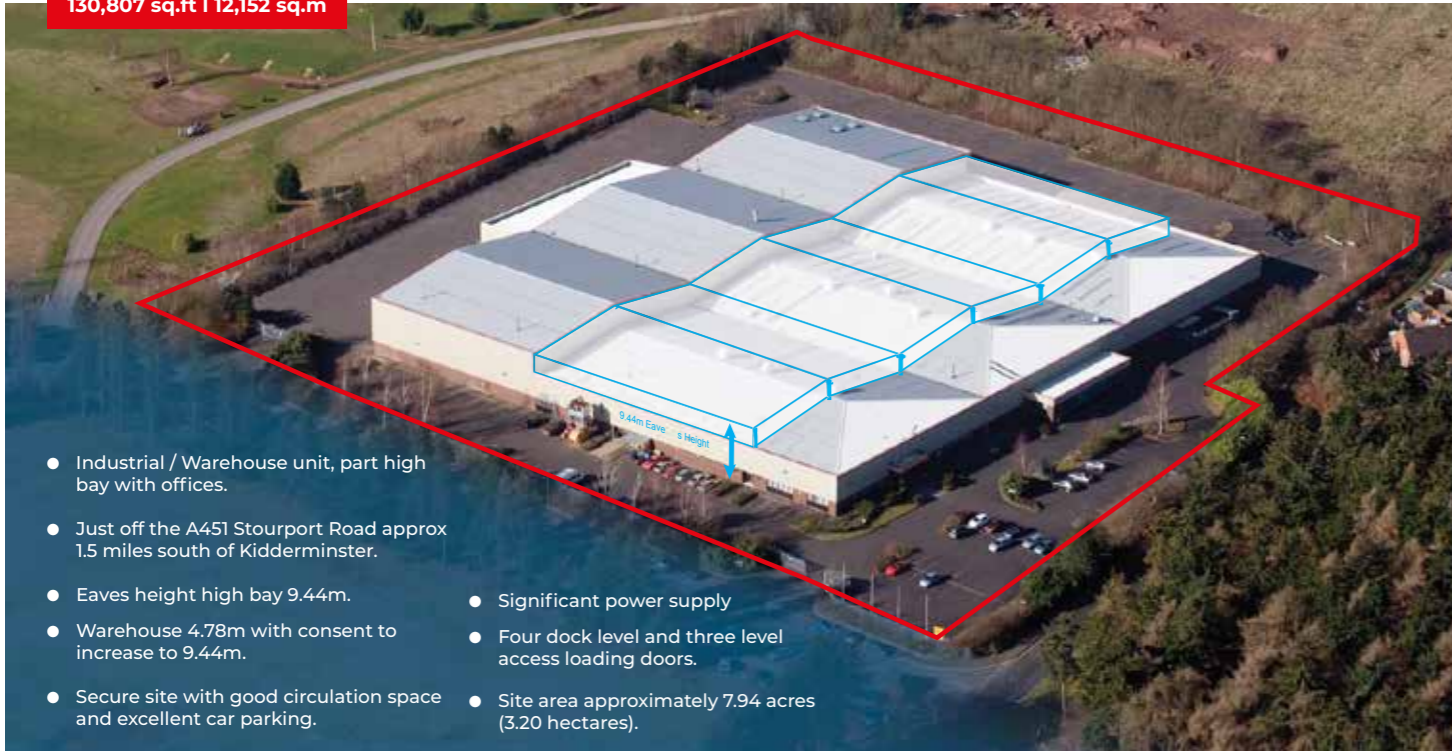 130,807 sq.ft I 12,152 sq.m
9.44m Eave s Height
● Industrial / Warehouse unit, part high
bay with offices.
● Just off the A451 Stourport Road approx
1.5 miles south of Kidderminster.
● Eaves height high bay 9.44m.
● Warehouse 4.78m with consent to
increase to 9.44m.
● Secure site with good circulation space
and excellent car parking.
● Significant power supply
● Four dock level and three level
access loading doors.
● Site area approximately 7.94 acres
(3.20 hectares).